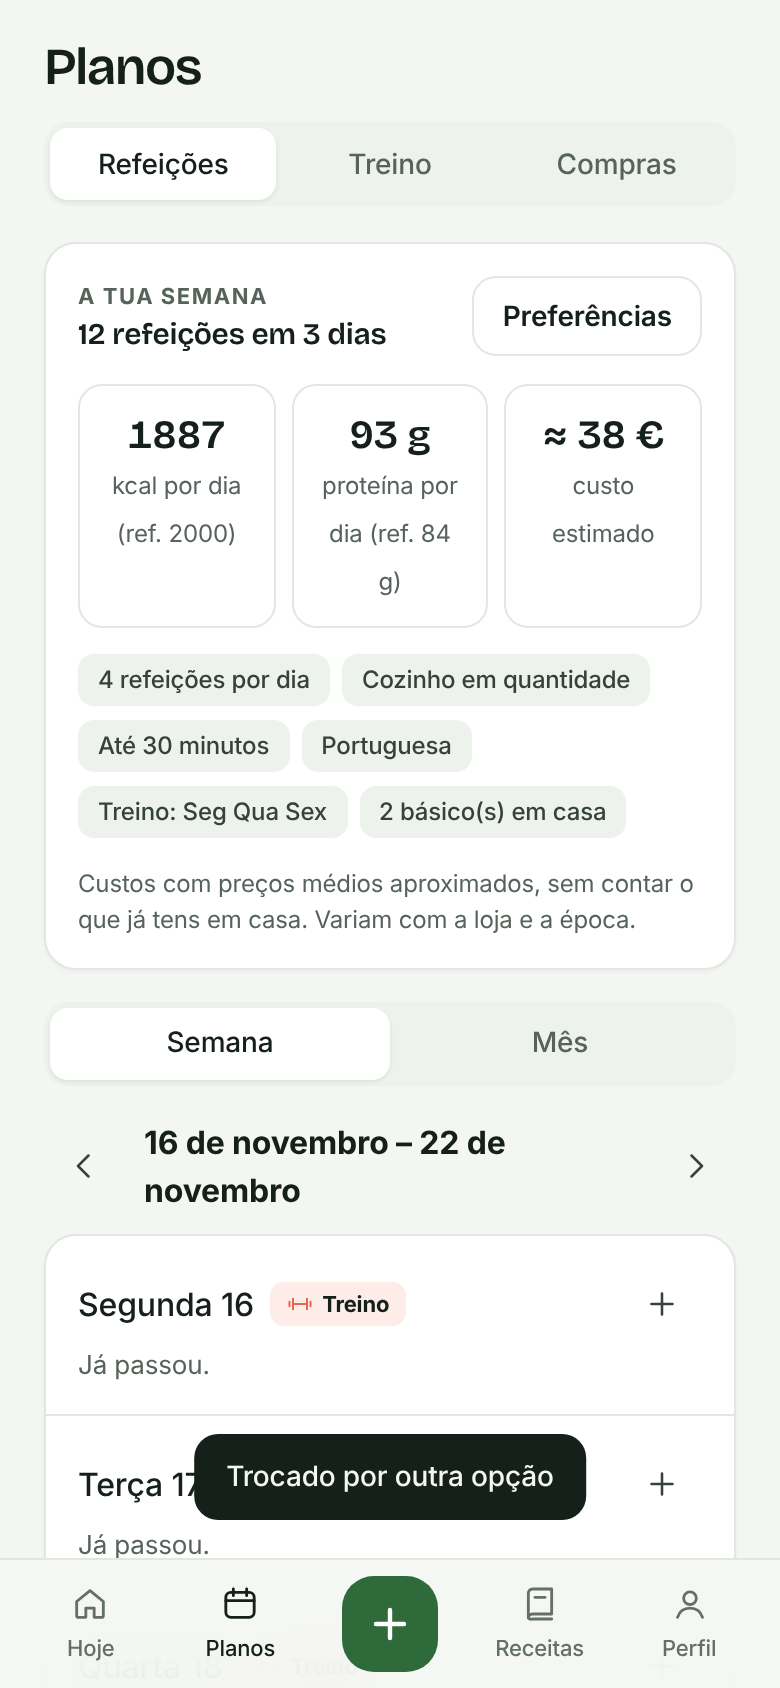 Planos
Refeições
Treino
Compras
A TUA SEMANA
12 refeições em 3 dias
Preferências
1887
kcal por dia
(ref. 2000)
93 g
proteína por
dia (ref. 84
g)
≈ 38 €
custo
estimado
4 refeições por dia
Cozinho em quantidade
Até 30 minutos
Portuguesa
Treino: Seg Qua Sex
2 básico(s) em casa
Custos com preços médios aproximados, sem contar o
que já tens em casa. Variam com a loja e a época.
Semana
Mês
16 de novembro – 22 de
novembro
Segunda 16
Treino
Já passou.
Terça 17
Trocado por outra opção
Já passou.
Hoje
Planos
Receitas
Perfil
Quarta 18
Treino